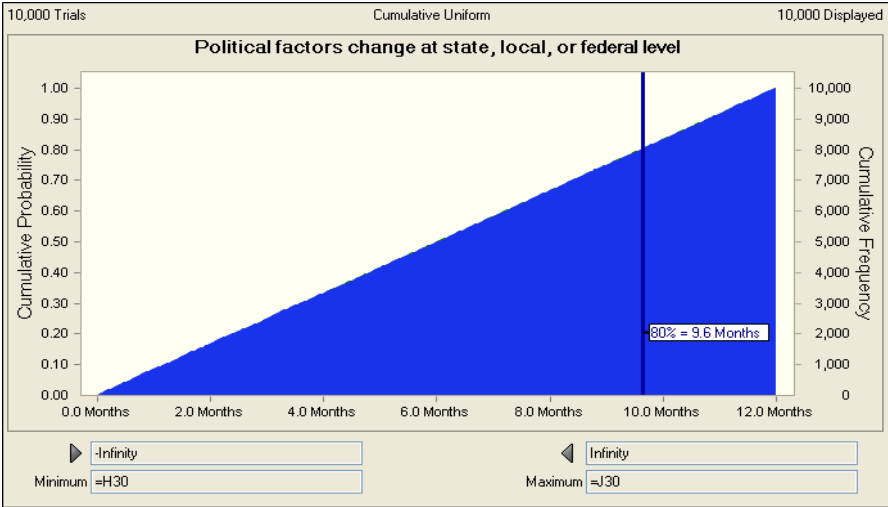 10,000 Trials Cumulative Uniform 10,000 Displayed
Political factors change at state, local, or federal level
Cumulative Probability
1.00
0.90
0.80
0.70
0.60
0.50
0.40
0.30
0.20
0.10
0.00
10,000
9,000
8,000
7,000
6,000
5,000
4,000
3,000
2,000
1,000
0
Cumulative Frequency
80% = 9.6 Months
0.0 Months 2.0 Months 4.0 Months 6.0 Months 8.0 Months 10.0 Months 12.0 Months
-Infinity Infinity
Minimum =H30 Maximum =J30